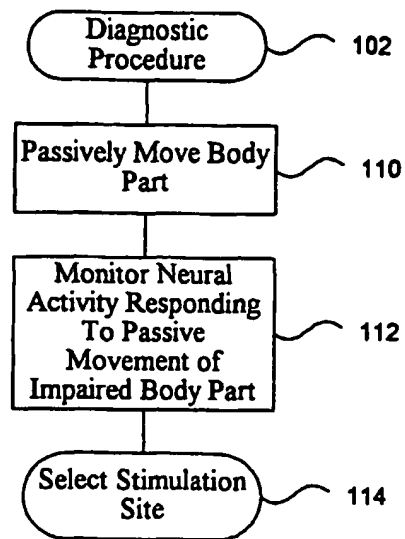 Diagnostic
Procedure
102
Passively Move Body
Part
110
Monitor Neural
Activity Responding
To Passive
Movement of
Impaired Body Part
112
Select Stimulation
Site
114